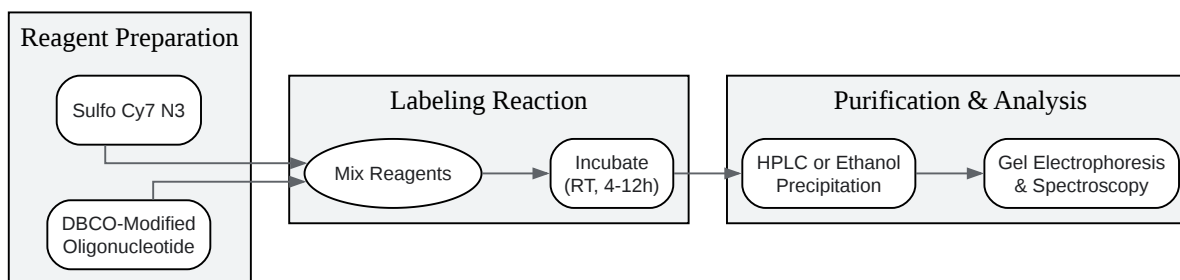 Reagent Preparation
Sulfo Cy7 N3
DBCO-Modified
Oligonucleotide
Labeling Reaction
Mix Reagents
Incubate
(RT, 4-12h)
Purification & Analysis
HPLC or Ethanol
Precipitation
Gel Electrophoresis
& Spectroscopy